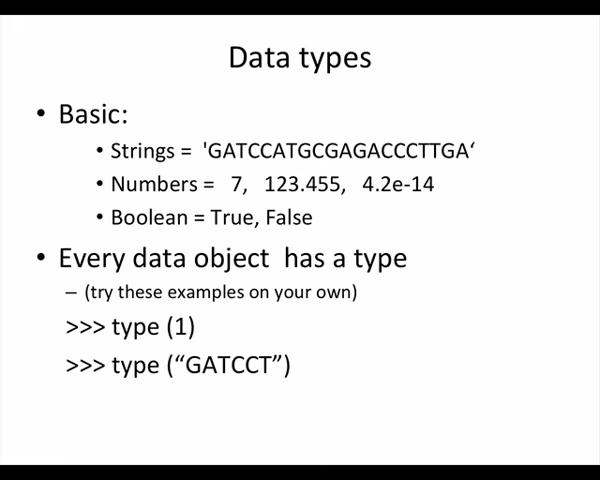 Data types
• Basic:
• Strings = 'GATCCATGCGAGACCCTTGA‘
• Numbers = 7, 123.455, 4.2e-14
• Boolean = True, False
• Every data object has a type
– (try these examples on your own)
>>> type (1)
>>> type (“GATCCT”)